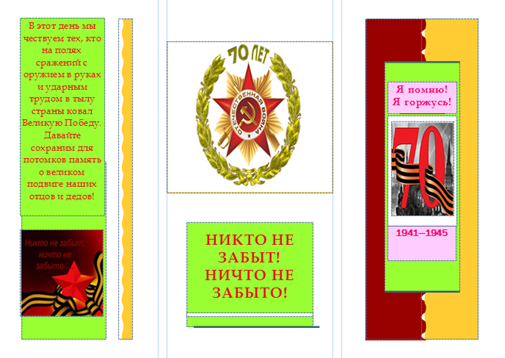 В этот день мы
чествуем тех, кто
на полях
сражений с
оружием в руках
и ударным
трудом в тылу
страны ковал
Великую Победу.
Давайте
сохраним для
потомков память
о великом
подвиге наших
отцов и дедов!
Никто не забыт,
ничто не
забыто...
70 ЛЕТ
ОТЕЧЕСТВЕННАЯ ВОЙНА
НИКТО НЕ
ЗАБЫТ!
НИЧТО НЕ
ЗАБЫТО!
Я помню!
Я горжусь!
70
1941–1945